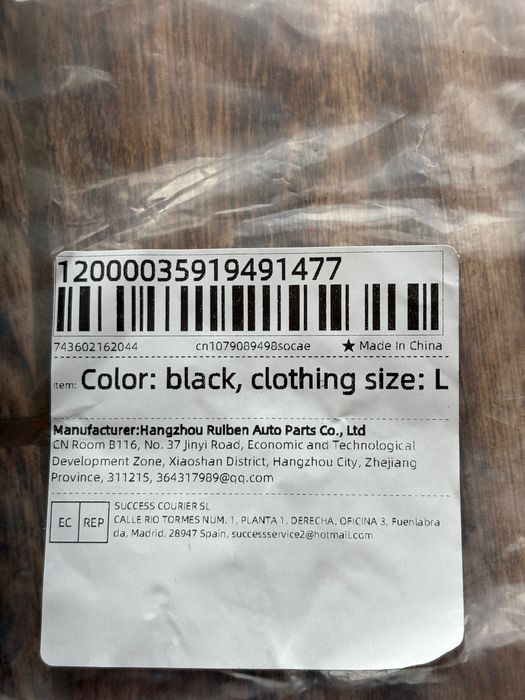 12000035919491477
743602162044 cn1079089498socae ★ Made In China
Item: Color: black, clothing size: L
Manufacturer:Hangzhou Ruiben Auto Parts Co., Ltd
CN Room B116, No. 37 Jinyi Road, Economic and Technological
Development Zone, Xiaoshan District, Hangzhou City, Zhejiang
Province, 311215, 364317989@qq.com
EC REP
SUCCESS COURIER SL
CALLE RIO TORMES NUM. 1, PLANTA 1, DERECHA, OFICINA 3, Fuenlabra
da, Madrid, 28947 Spain, successservice2@hotmail.com